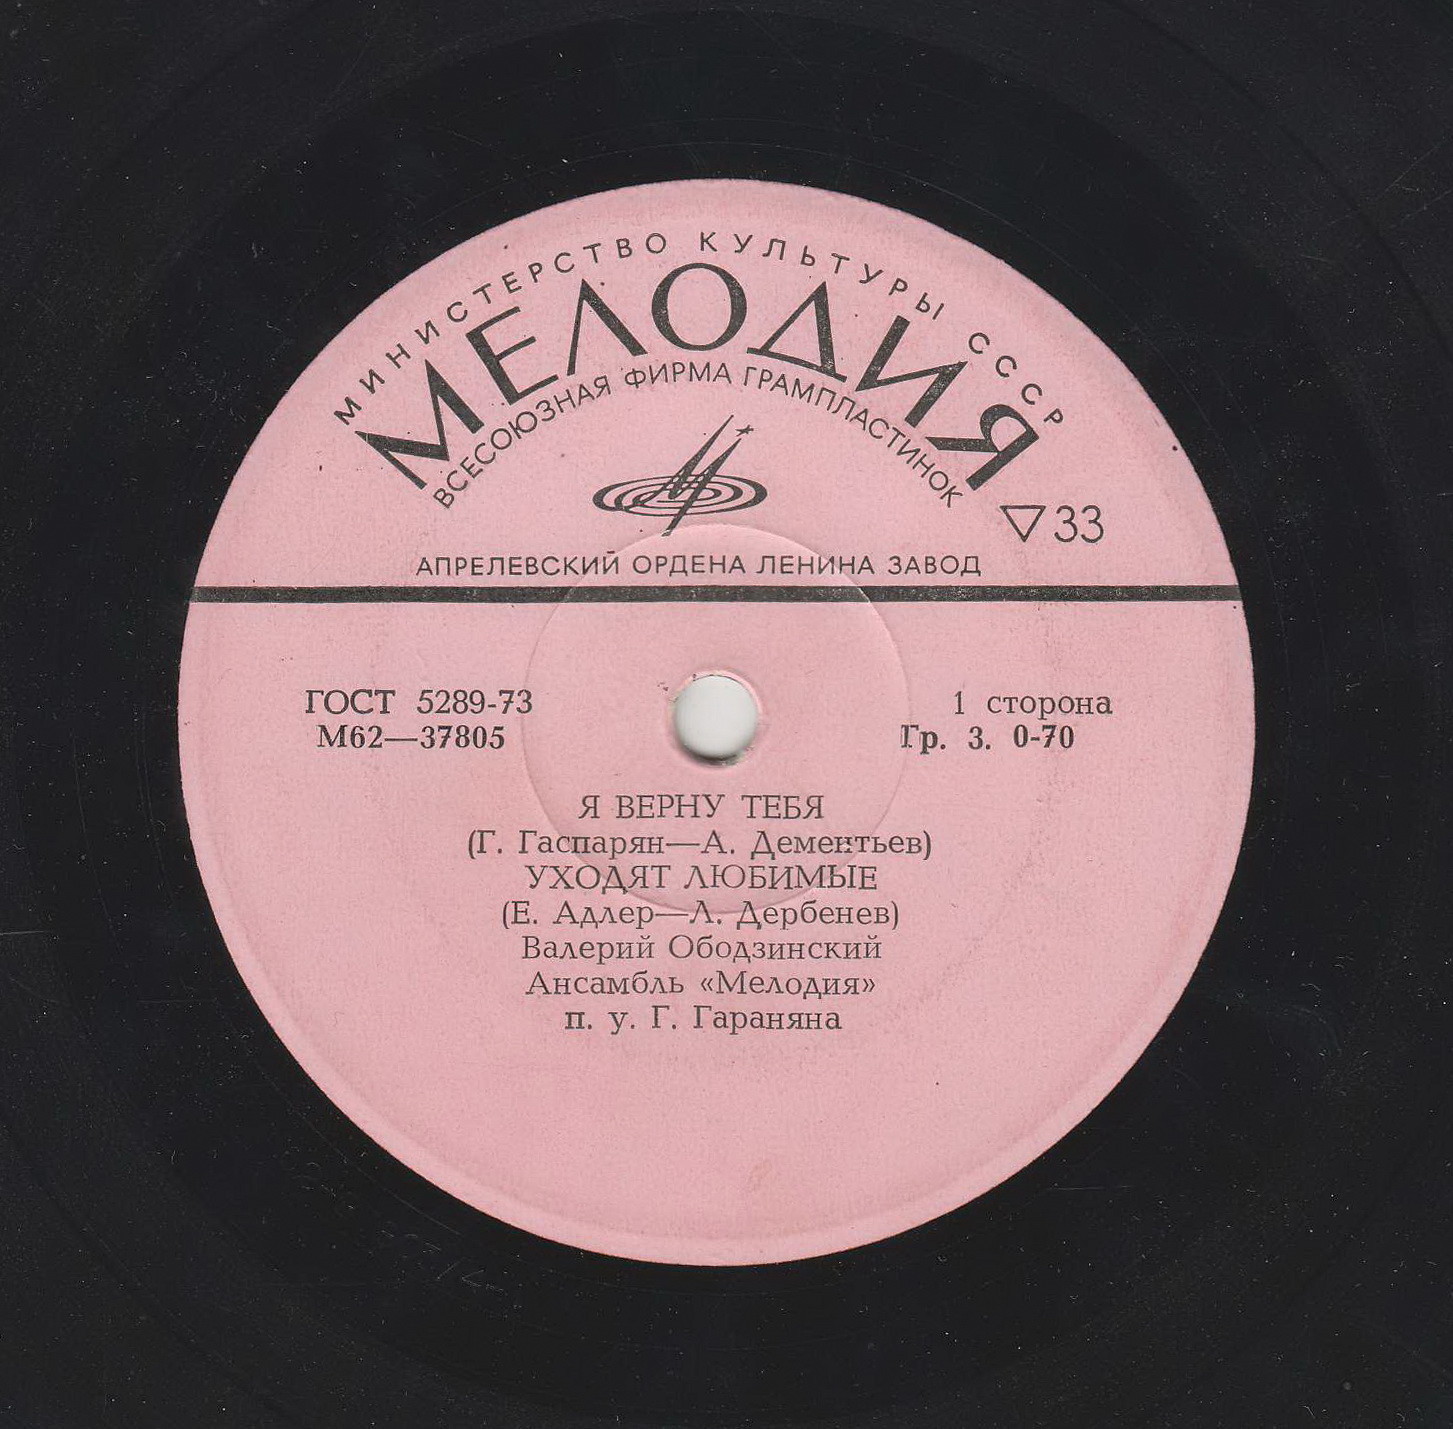 МИНИСТЕРСТВО КУЛЬТУРЫ СССР
МЕЛОДИЯ
ВСЕСОЮЗНАЯ ФИРМА ГРАМПЛАСТИНОК
▽33
АПРЕЛЕВСКИЙ ОРДЕНА ЛЕНИНА ЗАВОД
ГОСТ 5289-73
М62—37805
1 сторона
Гр. 3. 0-70
Я ВЕРНУ ТЕБЯ
(Г. Гаспарян—А. Дементьев)
УХОДЯТ ЛЮБИМЫЕ
(Е. Адлер—Л. Дербенев)
Валерий Ободзинский
Ансамбль «Мелодия»
п. у. Г. Гараняна